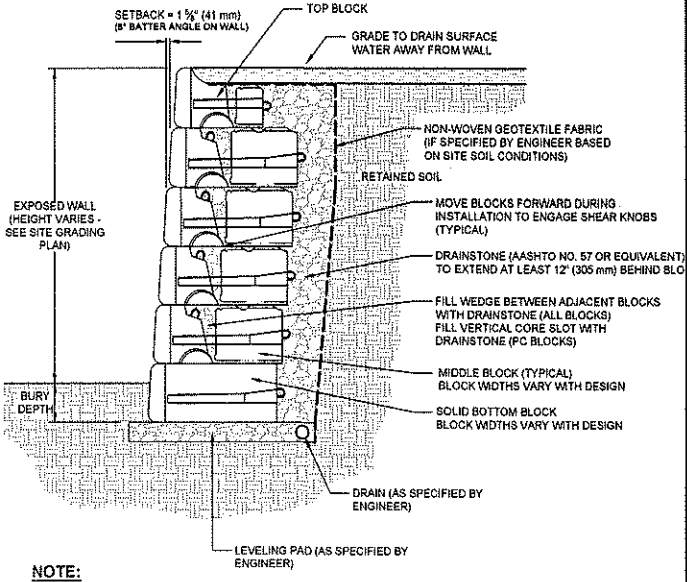 SETBACK = 1 5/8" (41 mm)
(5° BATTER ANGLE ON WALL)
TOP BLOCK
GRADE TO DRAIN SURFACE
WATER AWAY FROM WALL
NON-WOVEN GEOTEXTILE FABRIC
(IF SPECIFIED BY ENGINEER BASED
ON SITE SOIL CONDITIONS)
RETAINED SOIL
EXPOSED WALL
(HEIGHT VARIES -
SEE SITE GRADING
PLAN)
MOVE BLOCKS FORWARD DURING
INSTALLATION TO ENGAGE SHEAR KNOBS
(TYPICAL)
DRAINSTONE (AASHTO NO. 57 OR EQUIVALENT)
TO EXTEND AT LEAST 12" (305 mm) BEHIND BLO
FILL WEDGE BETWEEN ADJACENT BLOCKS
WITH DRAINSTONE (ALL BLOCKS)
FILL VERTICAL CORE SLOT WITH
DRAINSTONE (PC BLOCKS)
MIDDLE BLOCK (TYPICAL)
BLOCK WIDTHS VARY WITH DESIGN
BURY
DEPTH
SOLID BOTTOM BLOCK
BLOCK WIDTHS VARY WITH DESIGN
DRAIN (AS SPECIFIED BY
ENGINEER)
LEVELING PAD (AS SPECIFIED BY
ENGINEER)
NOTE: